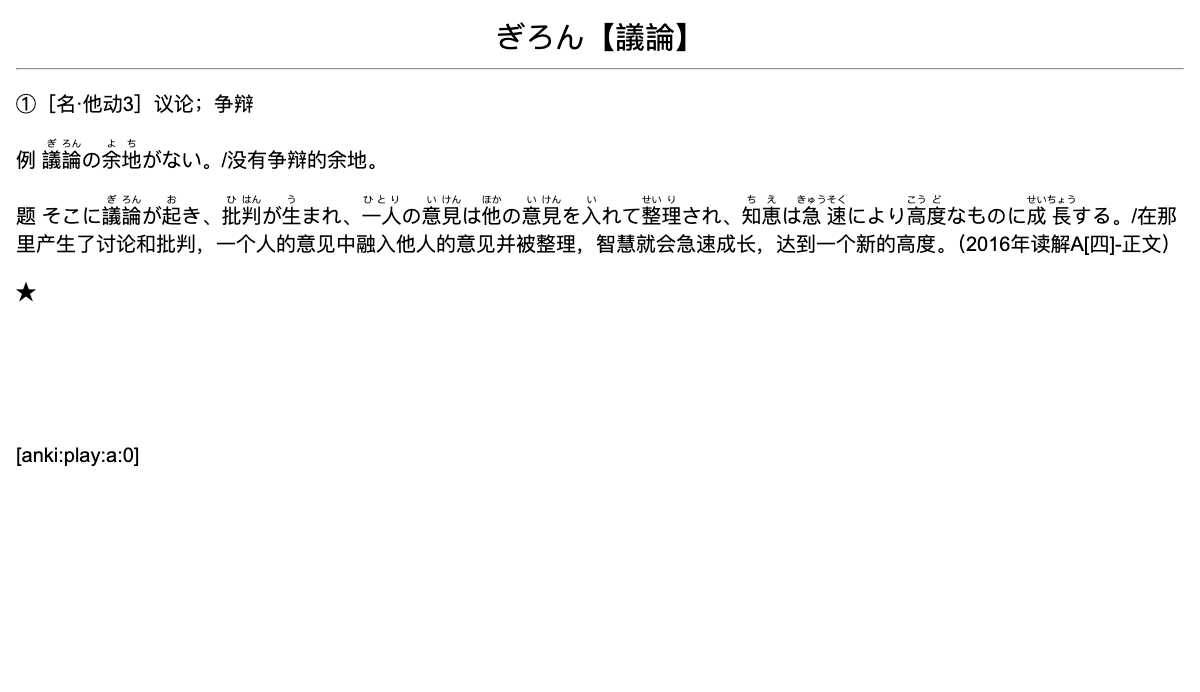 ぎろん【議論】
①［名·他动3］议论；争辩
ぎ ろん よ ち
例 議論の余地がない。/没有争辩的余地。
ぎ ろん お ひ はん う ひとり い けん ほか い けん い せい り ち え きゅうそく こう ど せいちょう
题 そこに議論が起き、批判が生まれ、一人の意見は他の意見を入れて整理され、知恵は急速により高度なものに成長する。/在那
里产生了讨论和批判，一个人的意见中融入他人的意见并被整理，智慧就会急速成长，达到一个新的高度。（2016年读解A[四]-正文）
★
[anki:play:a:0]